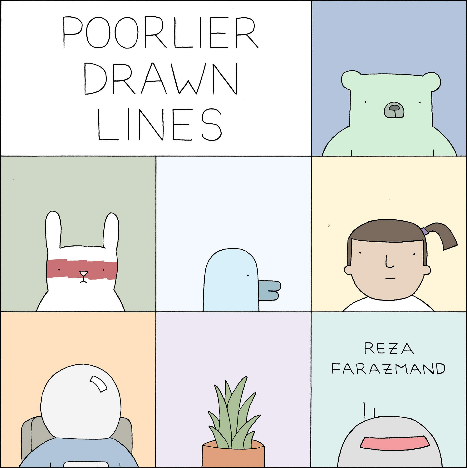 POORLIER
DRAWN
LINES
REZA
FARAZMAND